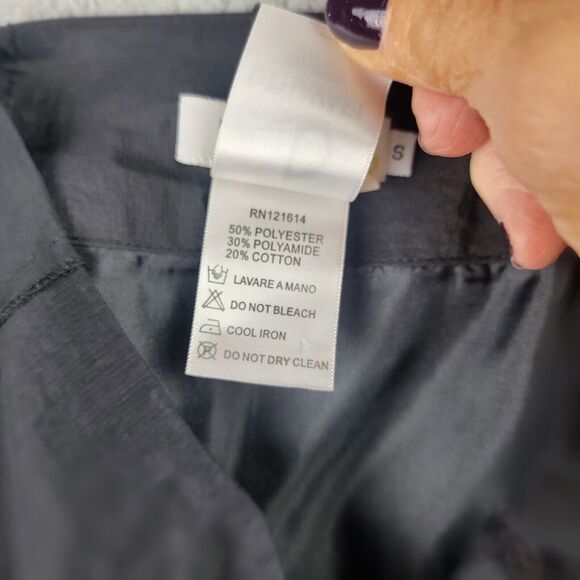 S
RN121614
50% POLYESTER
30% POLYAMIDE
20% COTTON
LAVARE A MANO
DO NOT BLEACH
COOL IRON
DO NOT DRY CLEAN